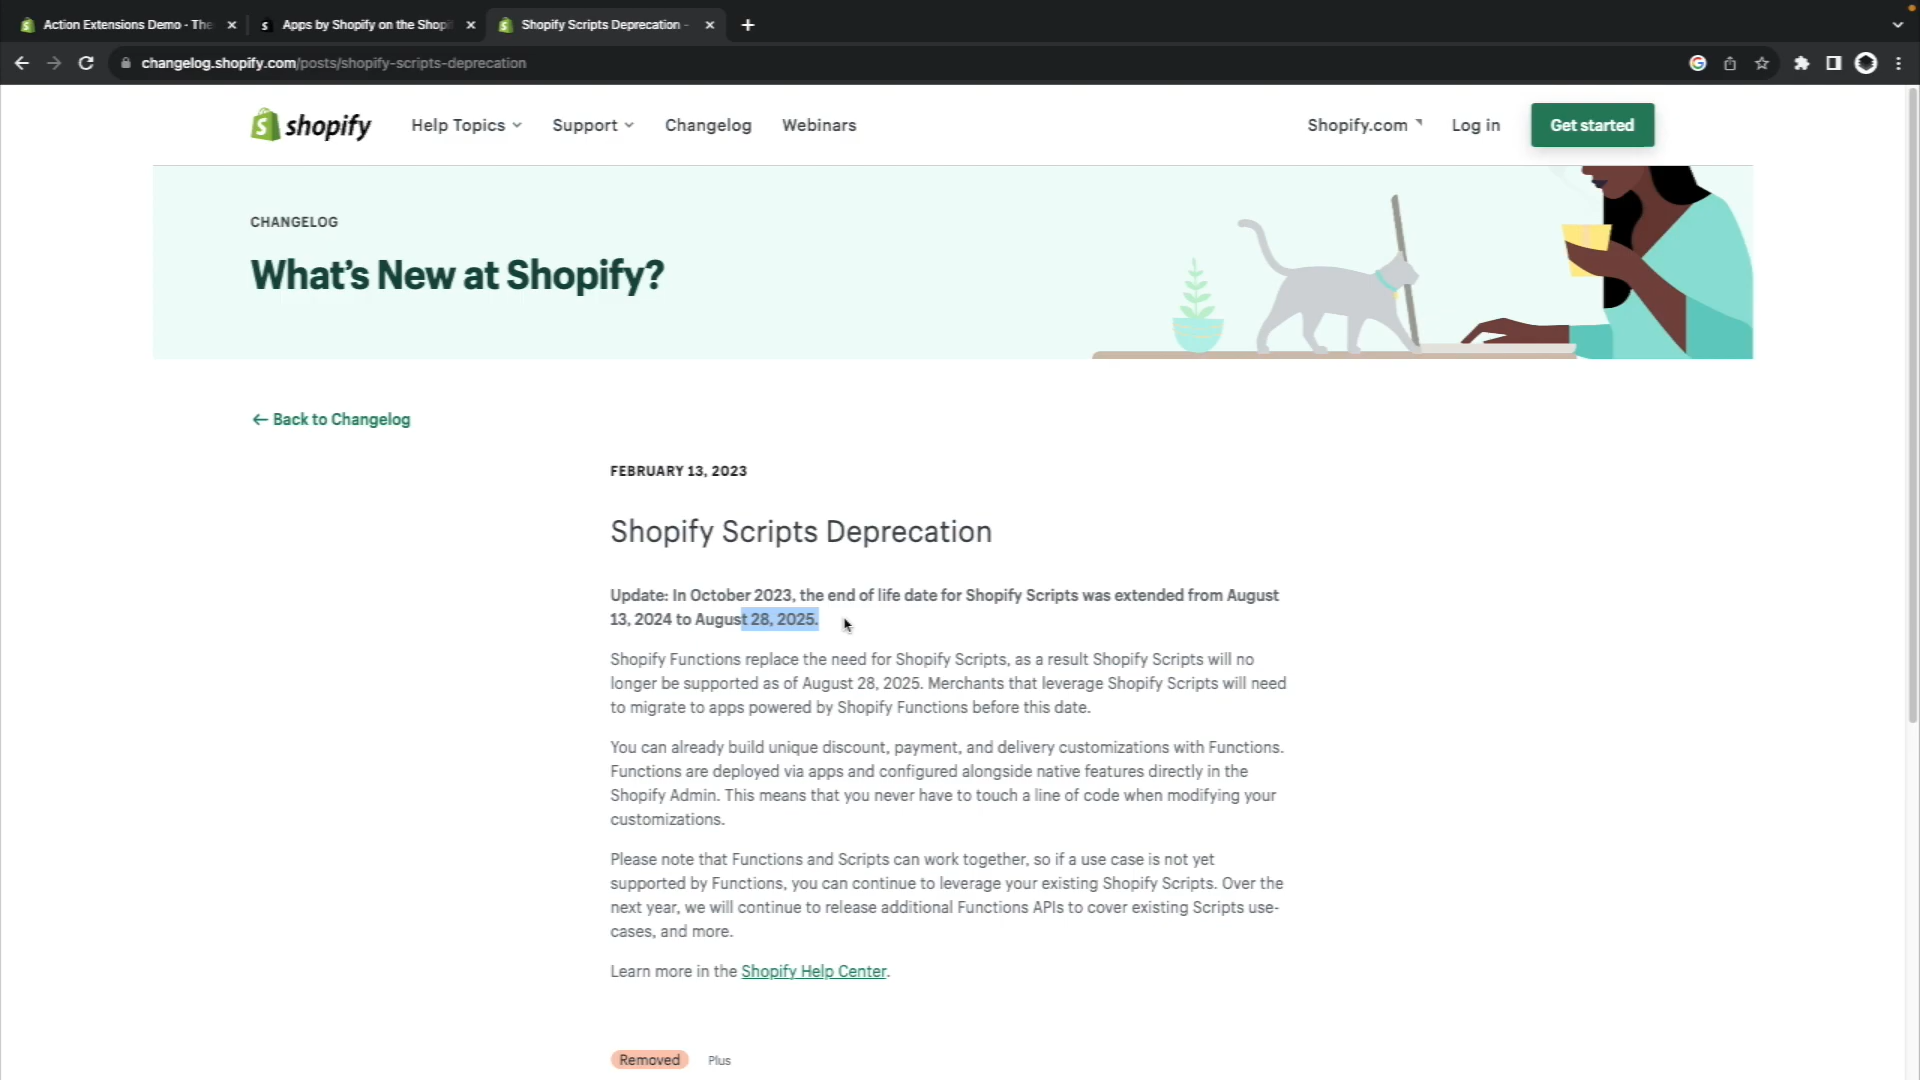 Action Extensions Demo - The
Apps by Shopify on the Shopi
Shopify Scripts Deprecation -
changelog.shopify.com/posts/shopify-scripts-deprecation
shopify
Help Topics
Support
Changelog
Webinars
Shopify.com
Log in
Get started
CHANGELOG
What's New at Shopify?
← Back to Changelog
FEBRUARY 13, 2023
Shopify Scripts Deprecation
Update: In October 2023, the end of life date for Shopify Scripts was extended from August
13, 2024 to August 28, 2025.
Shopify Functions replace the need for Shopify Scripts, as a result Shopify Scripts will no
longer be supported as of August 28, 2025. Merchants that leverage Shopify Scripts will need
to migrate to apps powered by Shopify Functions before this date.
You can already build unique discount, payment, and delivery customizations with Functions.
Functions are deployed via apps and configured alongside native features directly in the
Shopify Admin. This means that you never have to touch a line of code when modifying your
customizations.
Please note that Functions and Scripts can work together, so if a use case is not yet
supported by Functions, you can continue to leverage your existing Shopify Scripts. Over the
next year, we will continue to release additional Functions APIs to cover existing Scripts use-
cases, and more.
Learn more in the Shopify Help Center.
Removed
Plus